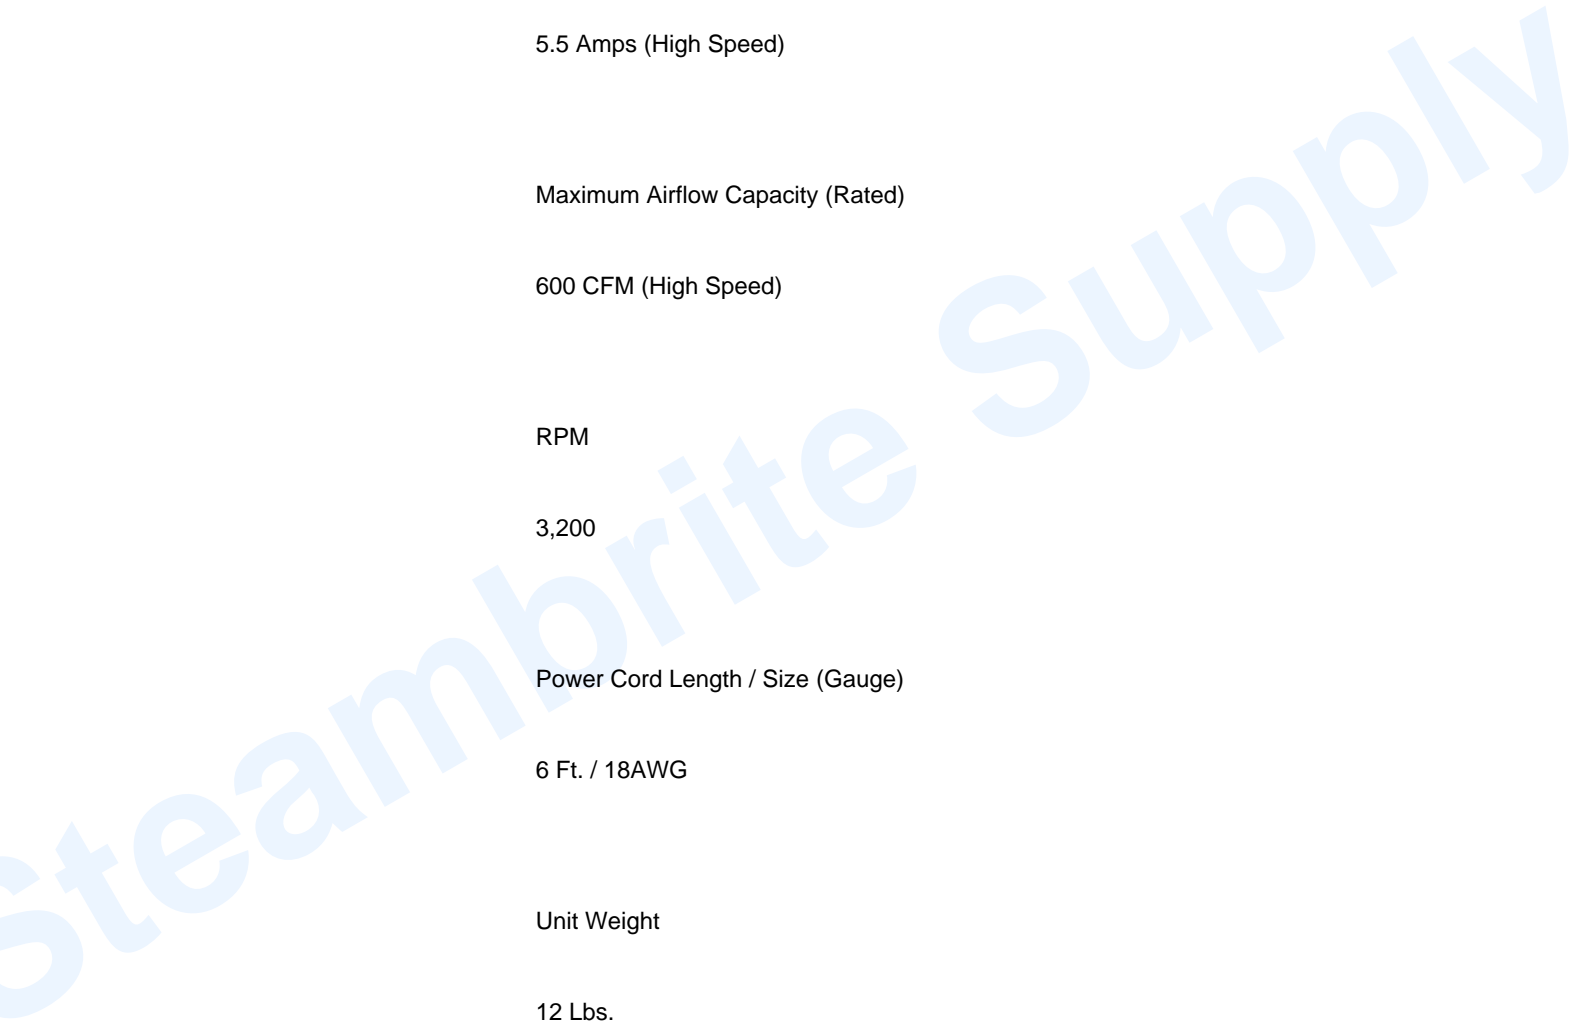 5.5 Amps (High Speed)
Maximum Airflow Capacity (Rated)
600 CFM (High Speed)
RPM
3,200
Power Cord Length / Size (Gauge)
6 Ft. / 18AWG
Unit Weight
12 Lbs.
Steambrite Supply